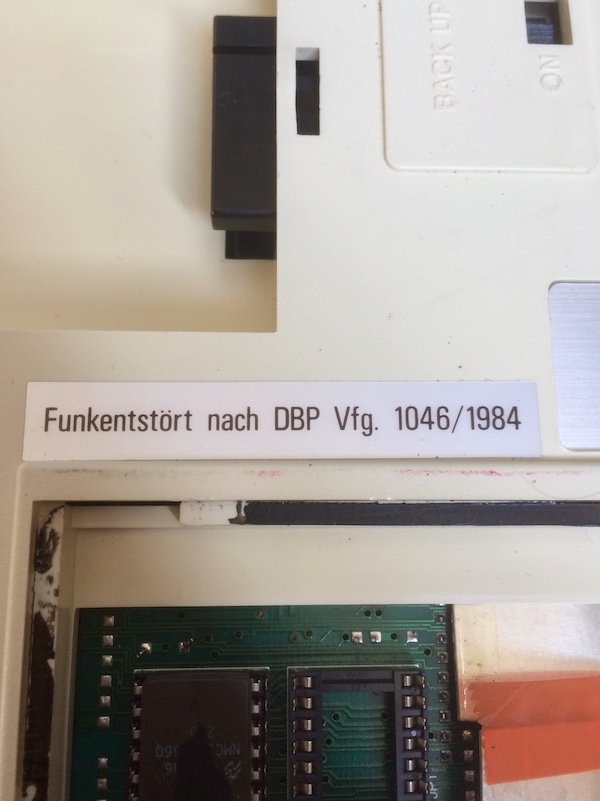 BACK UP
ON
Funkentstört nach DBP Vfg. 1046/1984